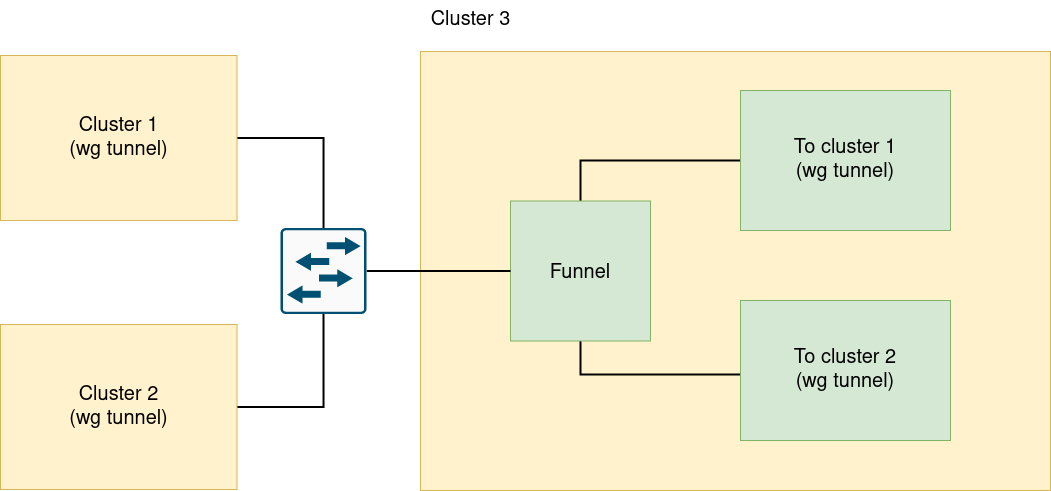 Cluster 3
Cluster 1
(wg tunnel)
To cluster 1
(wg tunnel)
Funnel
Cluster 2
(wg tunnel)
To cluster 2
(wg tunnel)